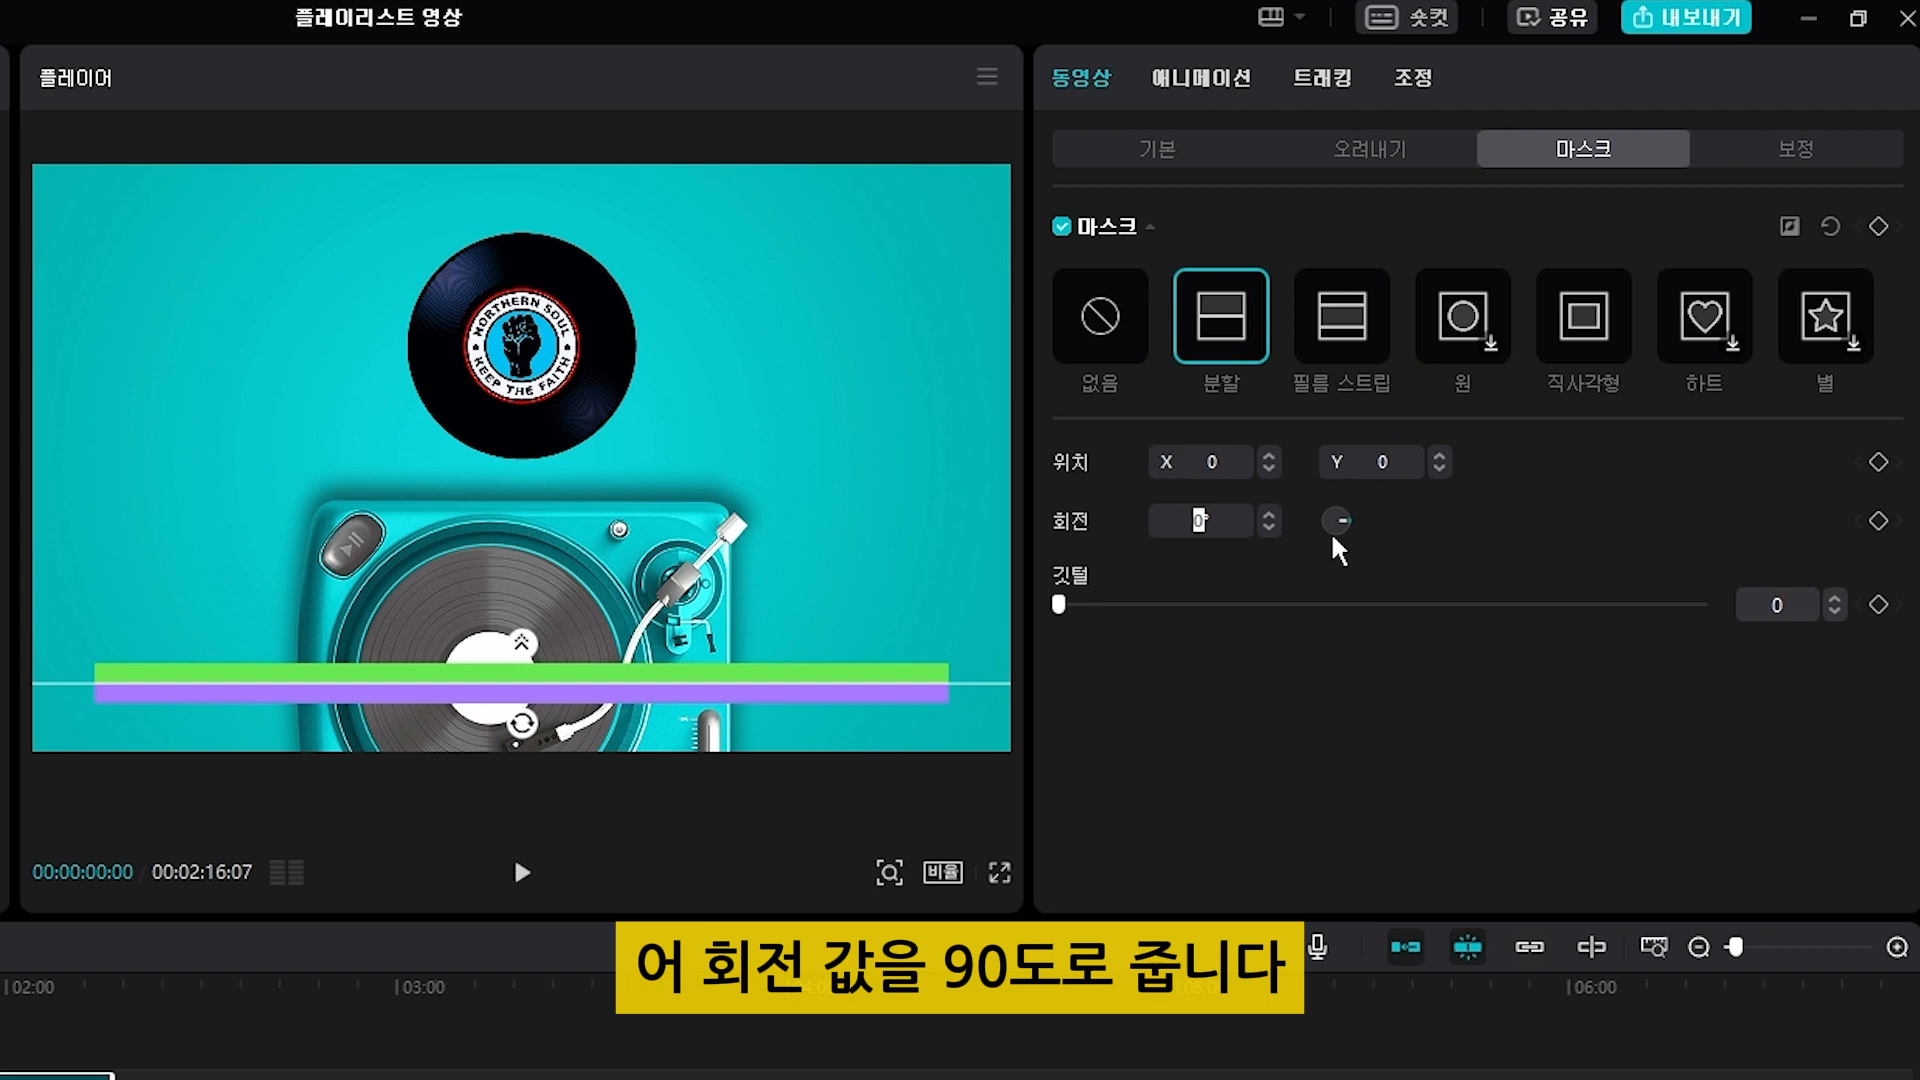 플레이리스트 영상
숏컷
공유
내보내기
플레이어
동영상 애니메이션 트래킹 조정
기본 오려내기 마스크 보정
마스크
없음 분할 필름 스트립 원 직사각형 하트 별
위치 X 0 Y 0
회전 0°
깃털
0
NORTHERN SOUL
KEEP THE FAITH
00:00:00:00 00:02:16:07
비율
어 회전 값을 90도로 줍니다
02:00 03:00 06:00